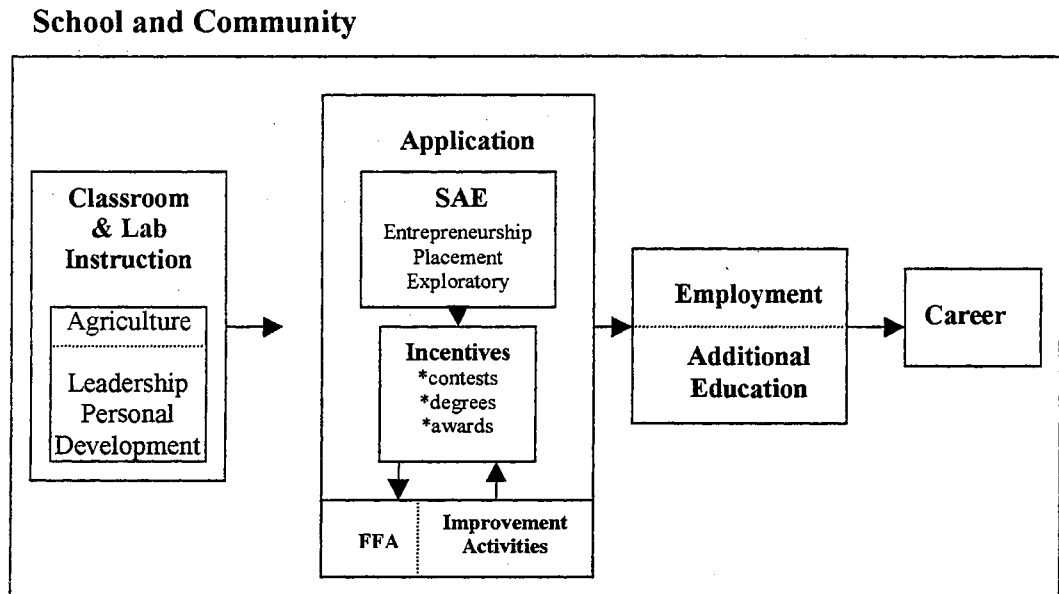 School and Community
Classroom
& Lab
Instruction
Agriculture
Leadership
Personal
Development
Application
SAE
Entrepreneurship
Placement
Exploratory
Incentives
*contests
*degrees
*awards
FFA
Improvement
Activities
Employment
Additional
Education
Career